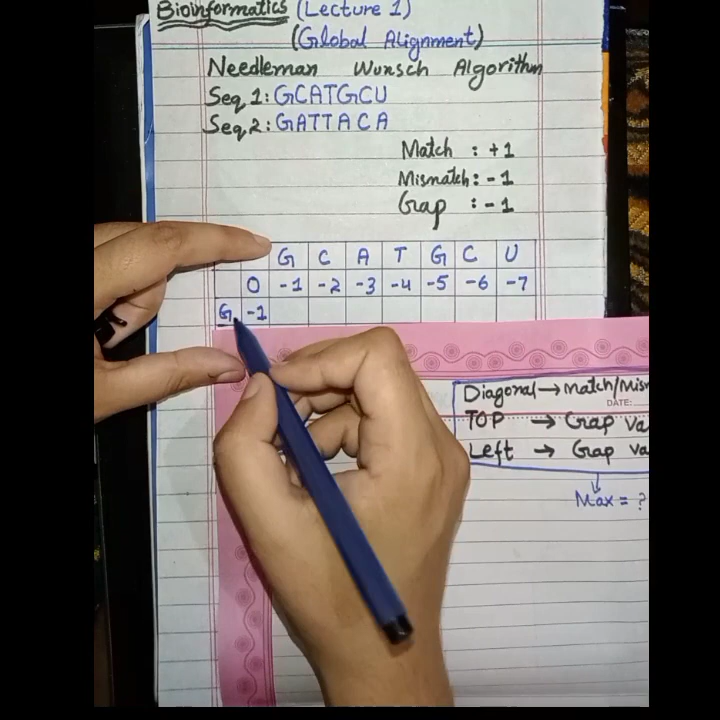 Bioinformatics (Lecture 1)
(Global Alignment)
Needleman Wunsch Algorithm
Seq.1: GCATGCU
Seq.2: GATTACA
Match : +1
Mismatch: -1
Gap : -1
G C A T G C U
0 -1 -2 -3 -4 -5 -6 -7
G -1
Diagonal → Match/Mism
DATE:
TOP → Gap Va
Left → Gap Va
Max = ?